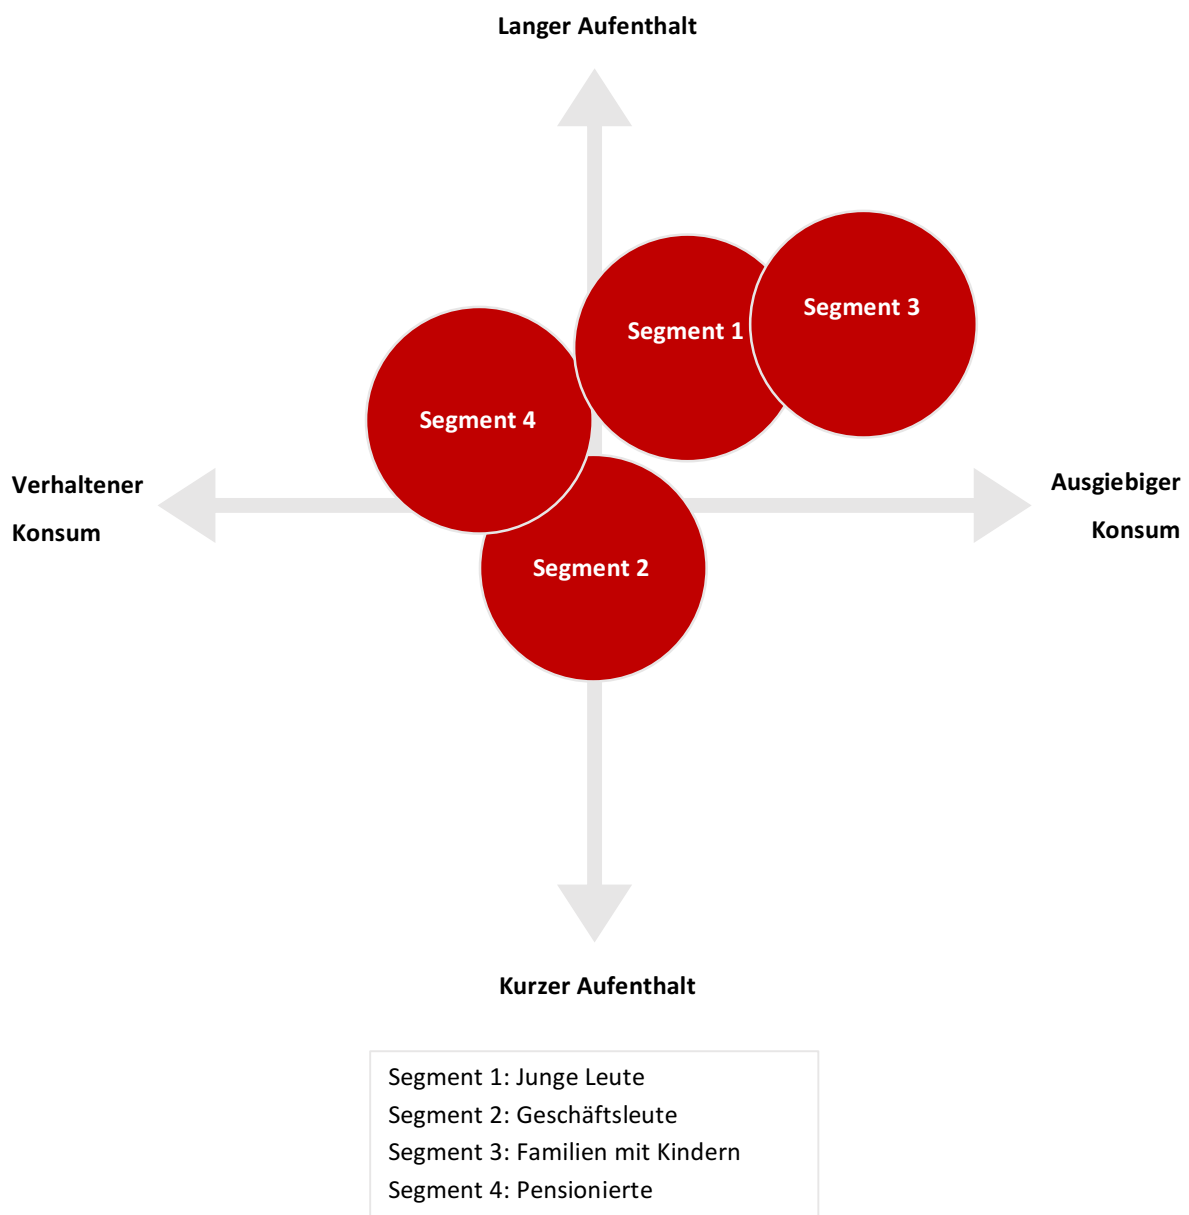 Langer Aufenthalt
Segment 3
Segment 1
Segment 4
Verhaltener
Konsum
Ausgiebiger
Konsum
Segment 2
Kurzer Aufenthalt
Segment 1: Junge Leute
Segment 2: Geschäftsleute
Segment 3: Familien mit Kindern
Segment 4: Pensionierte